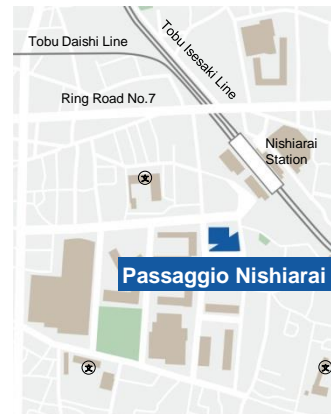 Tobu Daishi Line
Tobu Isesaki Line
Ring Road No.7
Nishiarai
Station
Passaggio Nishiarai